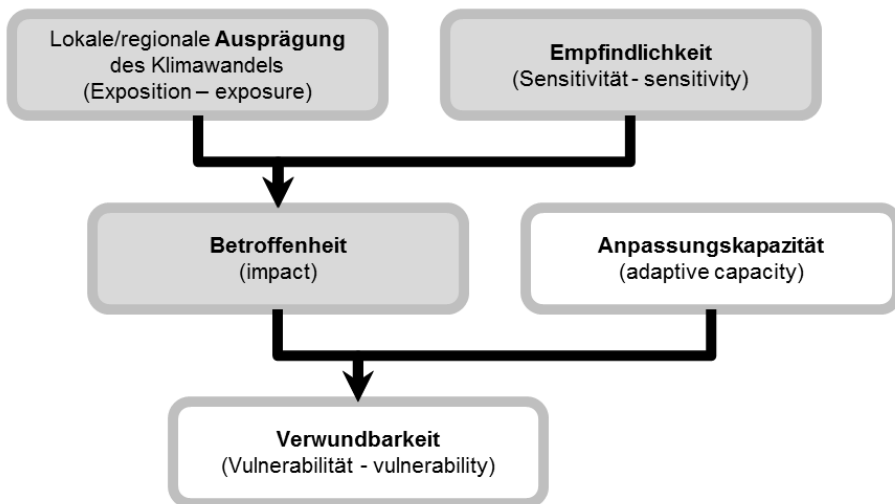 Lokale/regionale Ausprägung
des Klimawandels
(Exposition – exposure)
Empfindlichkeit
(Sensitivität - sensitivity)
Betroffenheit
(impact)
Anpassungskapazität
(adaptive capacity)
Verwundbarkeit
(Vulnerabilität - vulnerability)